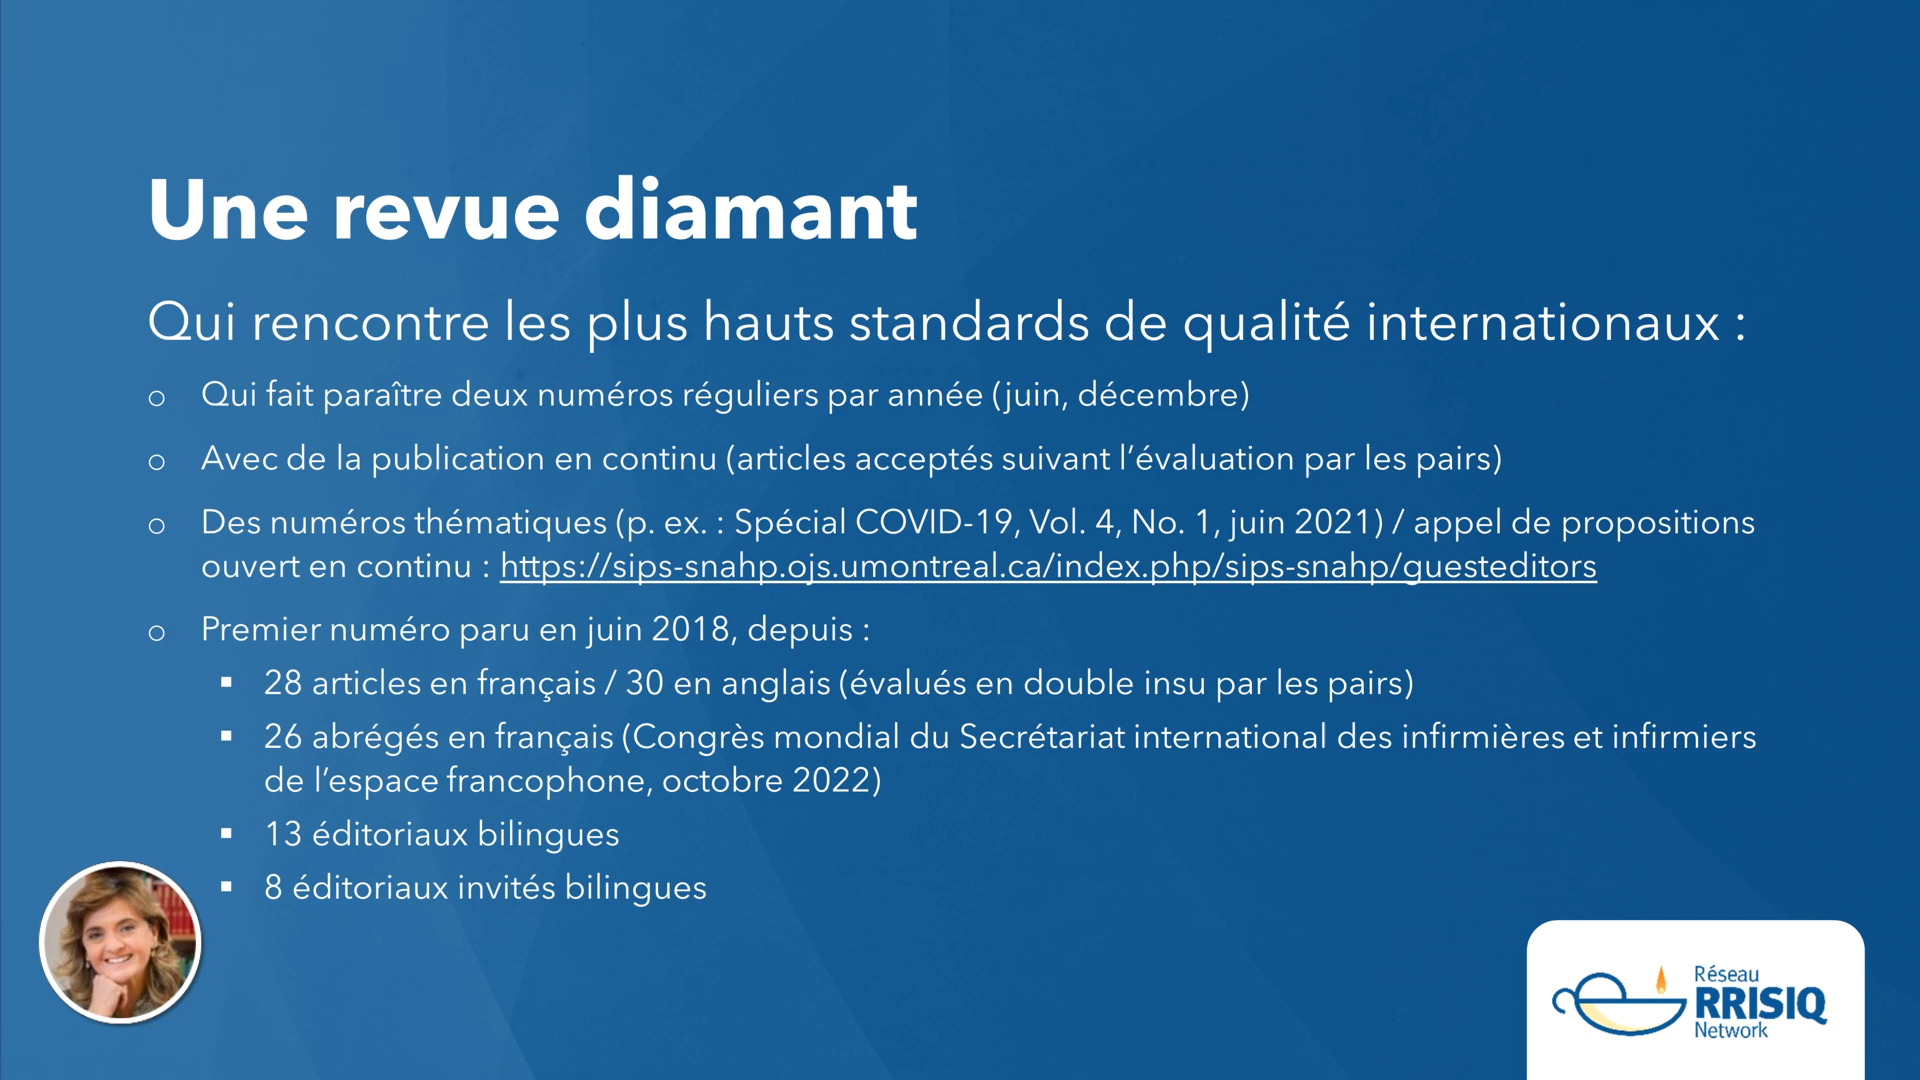 Une revue diamant
Qui rencontre les plus hauts standards de qualité internationaux :
o Qui fait paraître deux numéros réguliers par année (juin, décembre)
o Avec de la publication en continu (articles acceptés suivant l’évaluation par les pairs)
o Des numéros thématiques (p. ex. : Spécial COVID-19, Vol. 4, No. 1, juin 2021) / appel de propositions
ouvert en continu : https://sips-snahp.ojs.umontreal.ca/index.php/sips-snahp/guesteditors
o Premier numéro paru en juin 2018, depuis :
▪ 28 articles en français / 30 en anglais (évalués en double insu par les pairs)
▪ 26 abrégés en français (Congrès mondial du Secrétariat international des infirmières et infirmiers
de l’espace francophone, octobre 2022)
▪ 13 éditoriaux bilingues
▪ 8 éditoriaux invités bilingues
Réseau
RRISIQ
Network